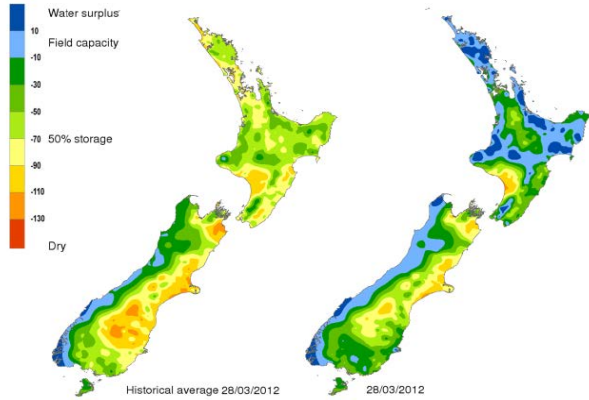 Water surplus
10
Field capacity
-10
-30
-50
50% storage
-70
-90
-110
-130
Dry
Historical average 28/03/2012
28/03/2012